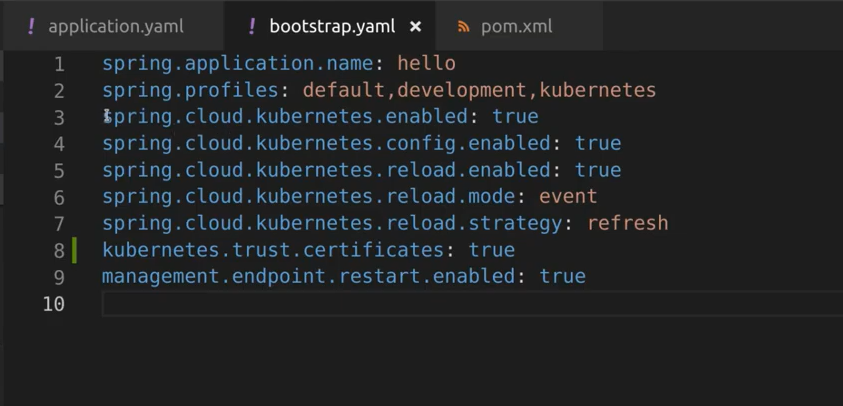 application.yaml
bootstrap.yaml
pom.xml
1 spring.application.name: hello
2 spring.profiles: default,development,kubernetes
3 spring.cloud.kubernetes.enabled: true
4 spring.cloud.kubernetes.config.enabled: true
5 spring.cloud.kubernetes.reload.enabled: true
6 spring.cloud.kubernetes.reload.mode: event
7 spring.cloud.kubernetes.reload.strategy: refresh
8 kubernetes.trust.certificates: true
9 management.endpoint.restart.enabled: true
10